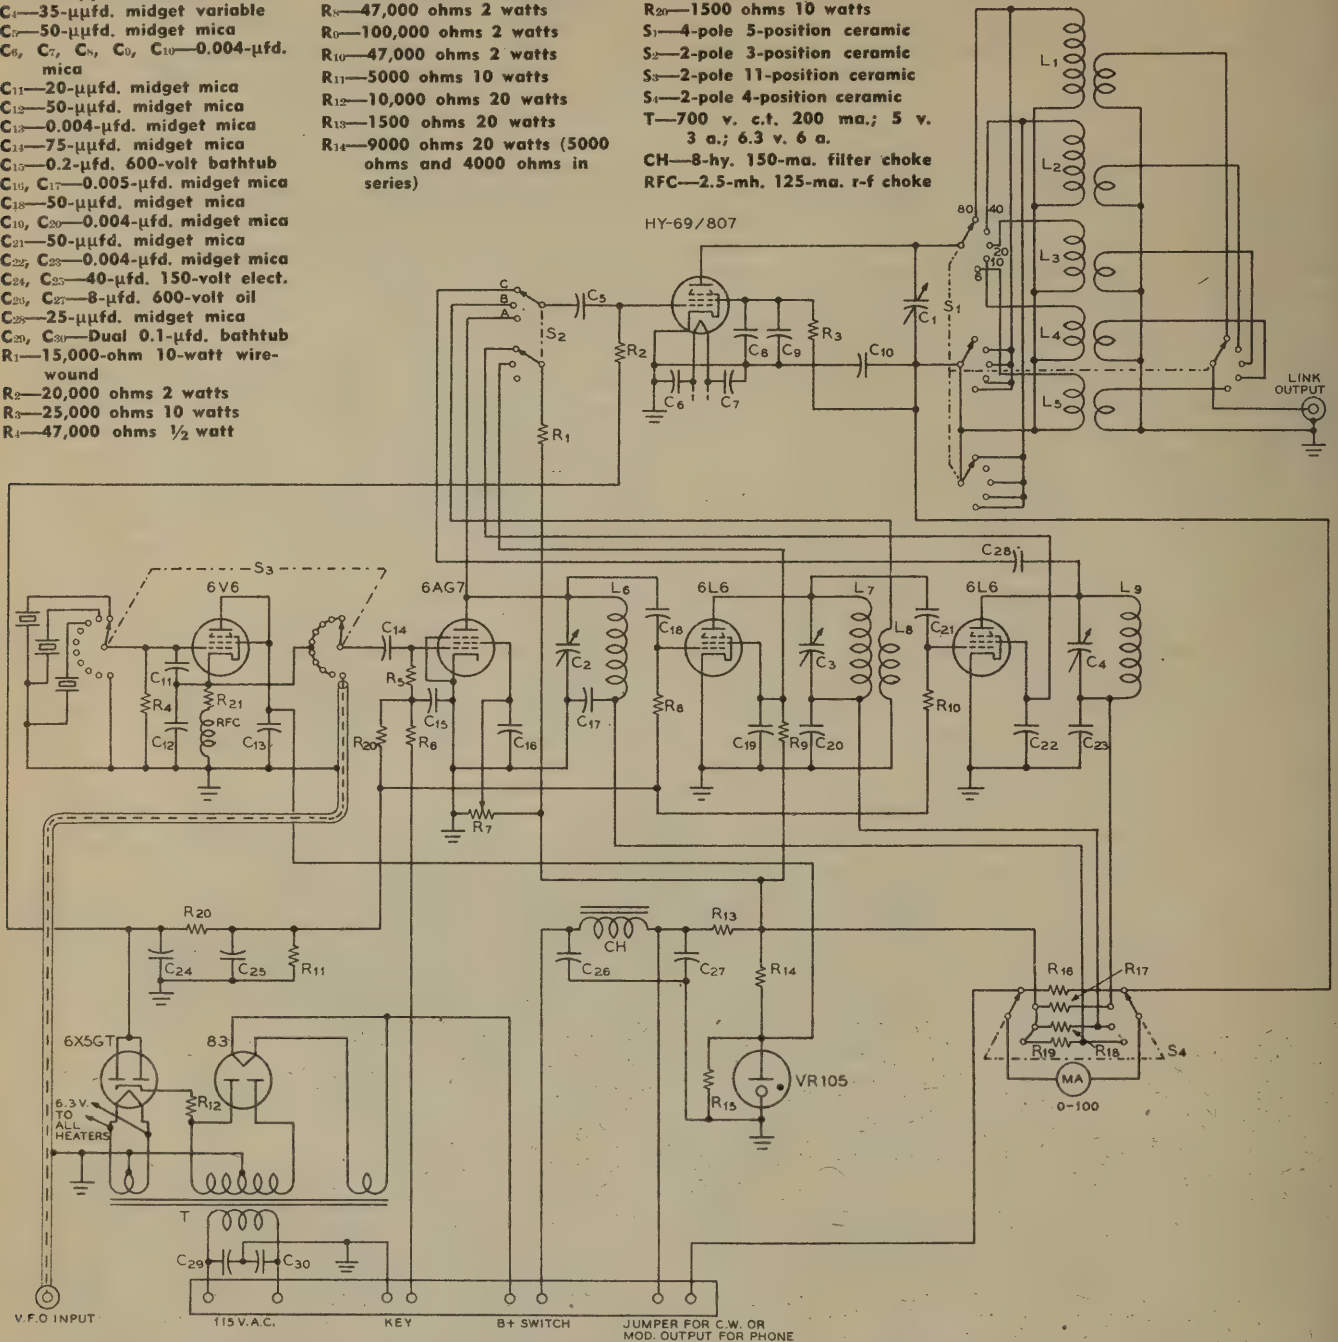 C₄—35-μμfd. midget variable
C₅—50-μμfd. midget mica
C₆, C₇, C₈, C₉, C₁₀—0.004-μfd.
mica
C₁₁—20-μμfd. midget mica
C₁₂—50-μμfd. midget mica
C₁₃—0.004-μfd. midget mica
C₁₄—75-μμfd. midget mica
C₁₅—0.2-μfd. 600-volt bathtub
C₁₆, C₁₇—0.005-μfd. midget mica
C₁₈—50-μμfd. midget mica
C₁₉, C₂₀—0.004-μfd. midget mica
C₂₁—50-μμfd. midget mica
C₂₂, C₂₃—0.004-μfd. midget mica
C₂₄, C₂₅—40-μfd. 150-volt elect.
C₂₆, C₂₇—8-μfd. 600-volt oil
C₂₈—25-μμfd. midget mica
C₂₉, C₃₀—Dual 0.1-μfd. bathtub
R₁—15,000-ohm 10-watt wire-
wound
R₂—20,000 ohms 2 watts
R₃—25,000 ohms 10 watts
R₄—47,000 ohms ½ watt
R₈—47,000 ohms 2 watts
R₉—100,000 ohms 2 watts
R₁₀—47,000 ohms 2 watts
R₁₁—5000 ohms 10 watts
R₁₂—10,000 ohms 20 watts
R₁₃—1500 ohms 20 watts
R₁₄—9000 ohms 20 watts (5000
ohms and 4000 ohms in
series)
R₂₀—1500 ohms 10 watts
S₁—4-pole 5-position ceramic
S₂—2-pole 3-position ceramic
S₃—2-pole 11-position ceramic
S₄—2-pole 4-position ceramic
T—700 v. c.t. 200 ma.; 5 v.
3 a.; 6.3 v. 6 a.
CH—8-hy. 150-ma. filter choke
RFC—2.5-mh. 125-ma. r-f choke
L1
L2
L3
L4
L5
80 40
20
10
6
S1
LINK
OUTPUT
HY-69/807
C
B
A
S2
C5
R2
R1
C6
C7
C8
C9
R3
C10
C1
S3
6V6
C11
R4
C12
R21
RFC
C13
C14
R5
R20
R6
C15
6AG7
C16
R7
C2
L6
C17
C18
R8
6L6
C19
R9
C3
C20
L7
L8
C21
R10
6L6
C22
C28
C4
C23
L9
R20
C24
C25
R11
6X5GT
83
R12
6.3 V.
TO
ALL
HEATERS
T
C29
C30
CH
C26
C27
R13
R14
R15
VR105
R16
R17
R18
R19
S4
MA
0-100
V.F.O INPUT
115 V.A.C.
KEY
B+ SWITCH
JUMPER FOR C.W. OR
MOD. OUTPUT FOR PHONE